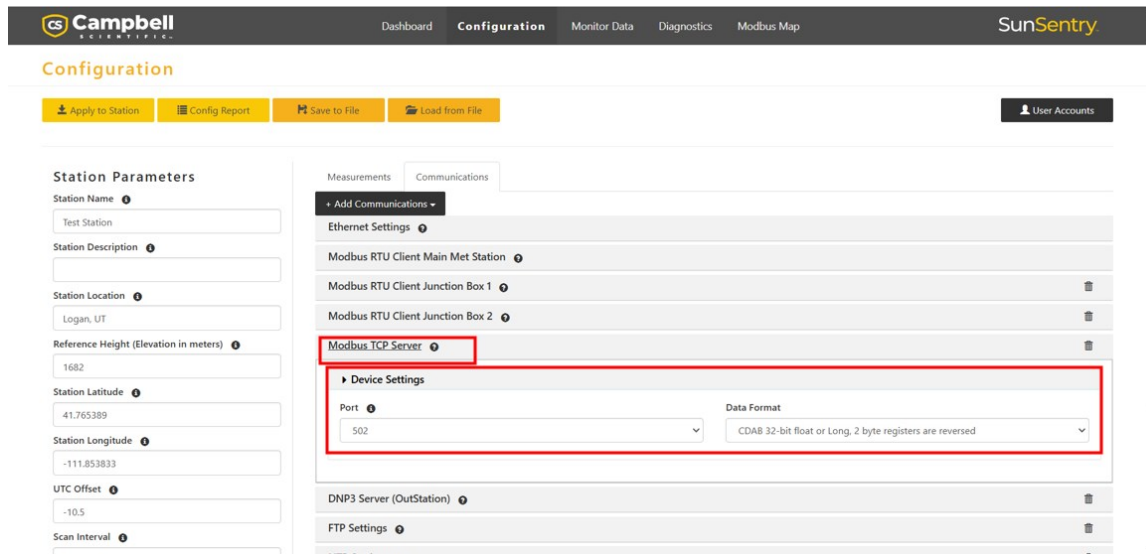 Campbell
SCIENTIFIC
Dashboard
Configuration
Monitor Data
Diagnostics
Modbus Map
SunSentry
Configuration
Apply to Station
Config Report
Save to File
Load from File
User Accounts
Station Parameters
Station Name
Test Station
Station Description
Station Location
Logan, UT
Reference Height (Elevation in meters)
1682
Station Latitude
41.765389
Station Longitude
-111.853833
UTC Offset
-10.5
Scan Interval
Measurements
Communications
+ Add Communications
Ethernet Settings
Modbus RTU Client Main Met Station
Modbus RTU Client Junction Box 1
Modbus RTU Client Junction Box 2
Modbus TCP Server
Device Settings
Port
502
Data Format
CDAB 32-bit float or Long, 2 byte registers are reversed
DNP3 Server (OutStation)
FTP Settings